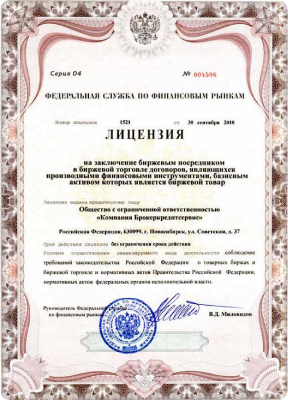 Серия 04 № 004596
ФЕДЕРАЛЬНАЯ СЛУЖБА ПО ФИНАНСОВЫМ РЫНКАМ
Номер лицензии 1521 от 30 сентября 2010
ЛИЦЕНЗИЯ
на заключение биржевым посредником
в биржевой торговле договоров, являющихся
производными финансовыми инструментами, базисным
активом которых является биржевой товар
Лицензия выдана юридическому лицу
Общество с ограниченной ответственностью
«Компания Брокеркредитсервис»
Российская Федерация, 630099, г. Новосибирск, ул. Советская, д. 37
Срок действия лицензии без ограничения срока действия
Условия осуществления лицензируемого вида деятельности соблюдение
требований законодательства Российской Федерации о товарных биржах и
биржевой торговле и нормативных актов Правительства Российской Федерации,
нормативных актов федеральных органов исполнительной власти.
Руководитель Федеральной службы
по финансовым рынкам В.Д. Миловидов